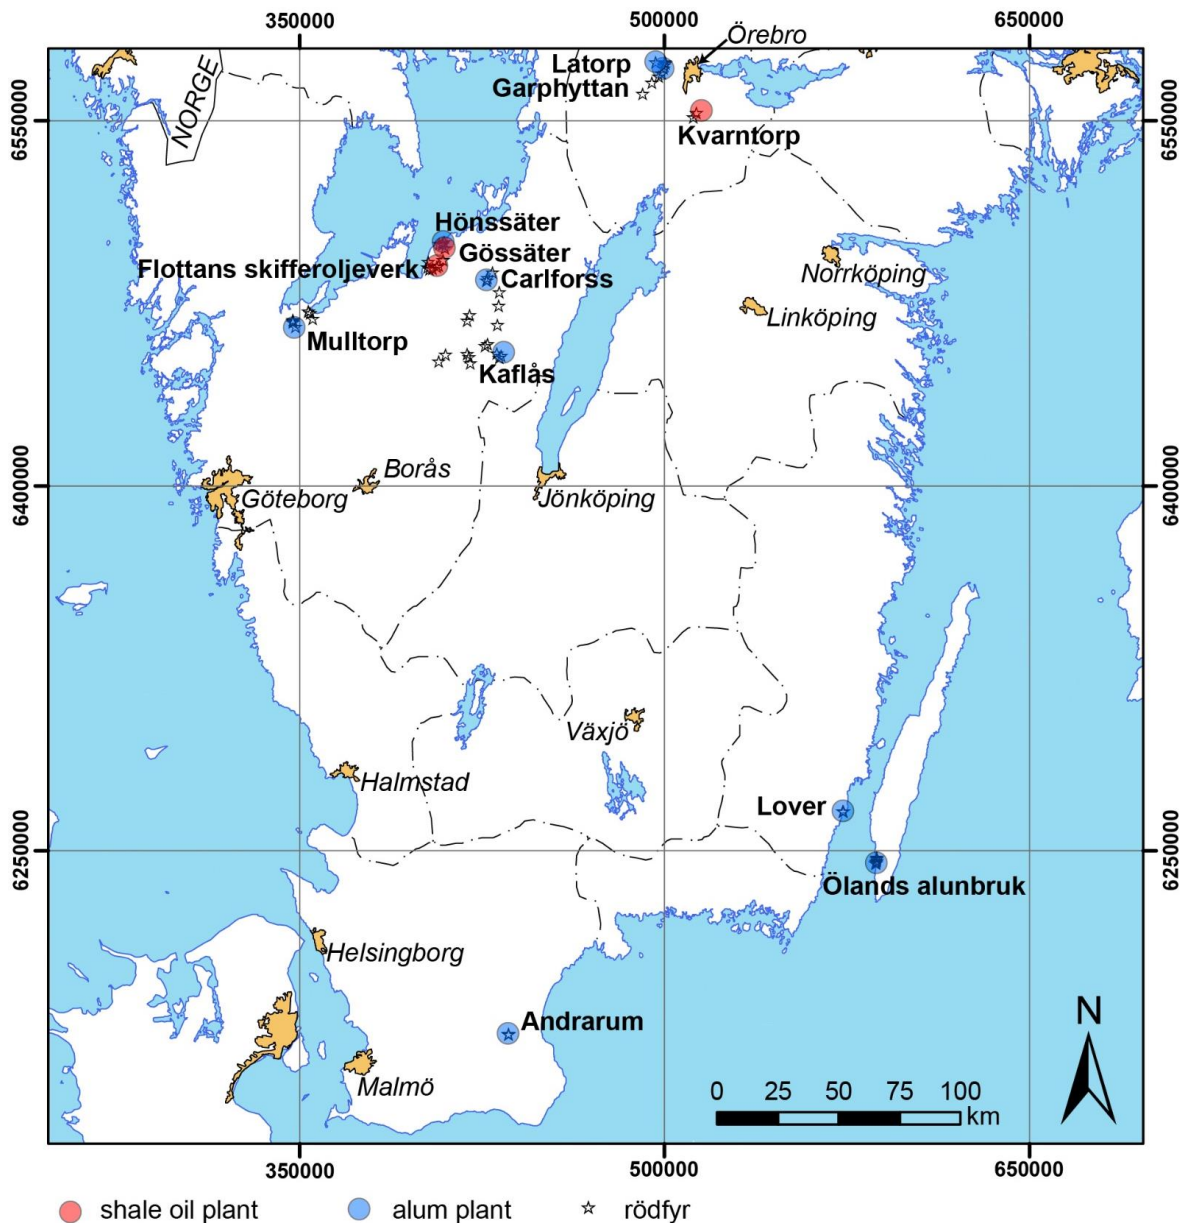 350000
500000
650000
Örebro
Latorp
Garphyttan
NORGE
6550000
6550000
Kvarntorp
Hönssäter
Gössäter
Flottans skifferoljeverk
Carlforss
Norrköping
Linköping
Mulltorp
Kaflås
Borås
Göteborg
Jönköping
6400000
6400000
Växjö
Halmstad
Lover
6250000
6250000
Ölands alunbruk
Helsingborg
Andrarum
N
Malmö
0 25 50 75 100
km
350000
500000
650000
shale oil plant
alum plant
rödfyr